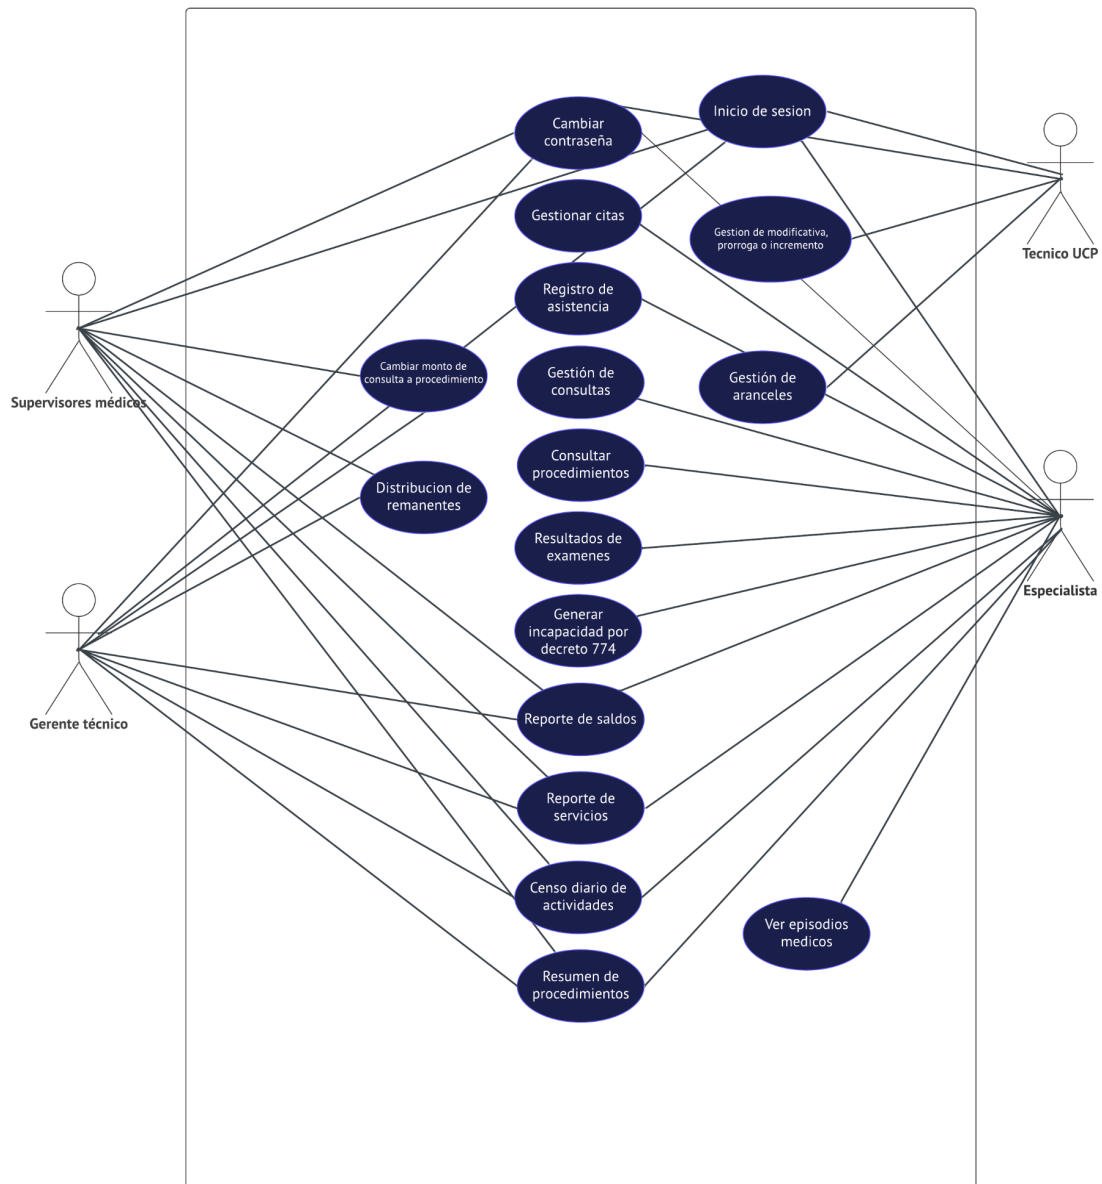 Inicio de sesion
Cambiar
contraseña
Gestionar citas
Gestion de modificativa,
prorroga o incremento
Tecnico UCP
Registro de
asistencia
Supervisores médicos
Cambiar monto de
consulta a procedimiento
Gestión de
consultas
Gestión de
aranceles
Consultar
procedimientos
Distribucion de
remanentes
Resultados de
examenes
Especialista
Generar
incapacidad por
decreto 774
Gerente técnico
Reporte de saldos
Reporte de
servicios
Censo diario de
actividades
Ver episodios
medicos
Resumen de
procedimientos